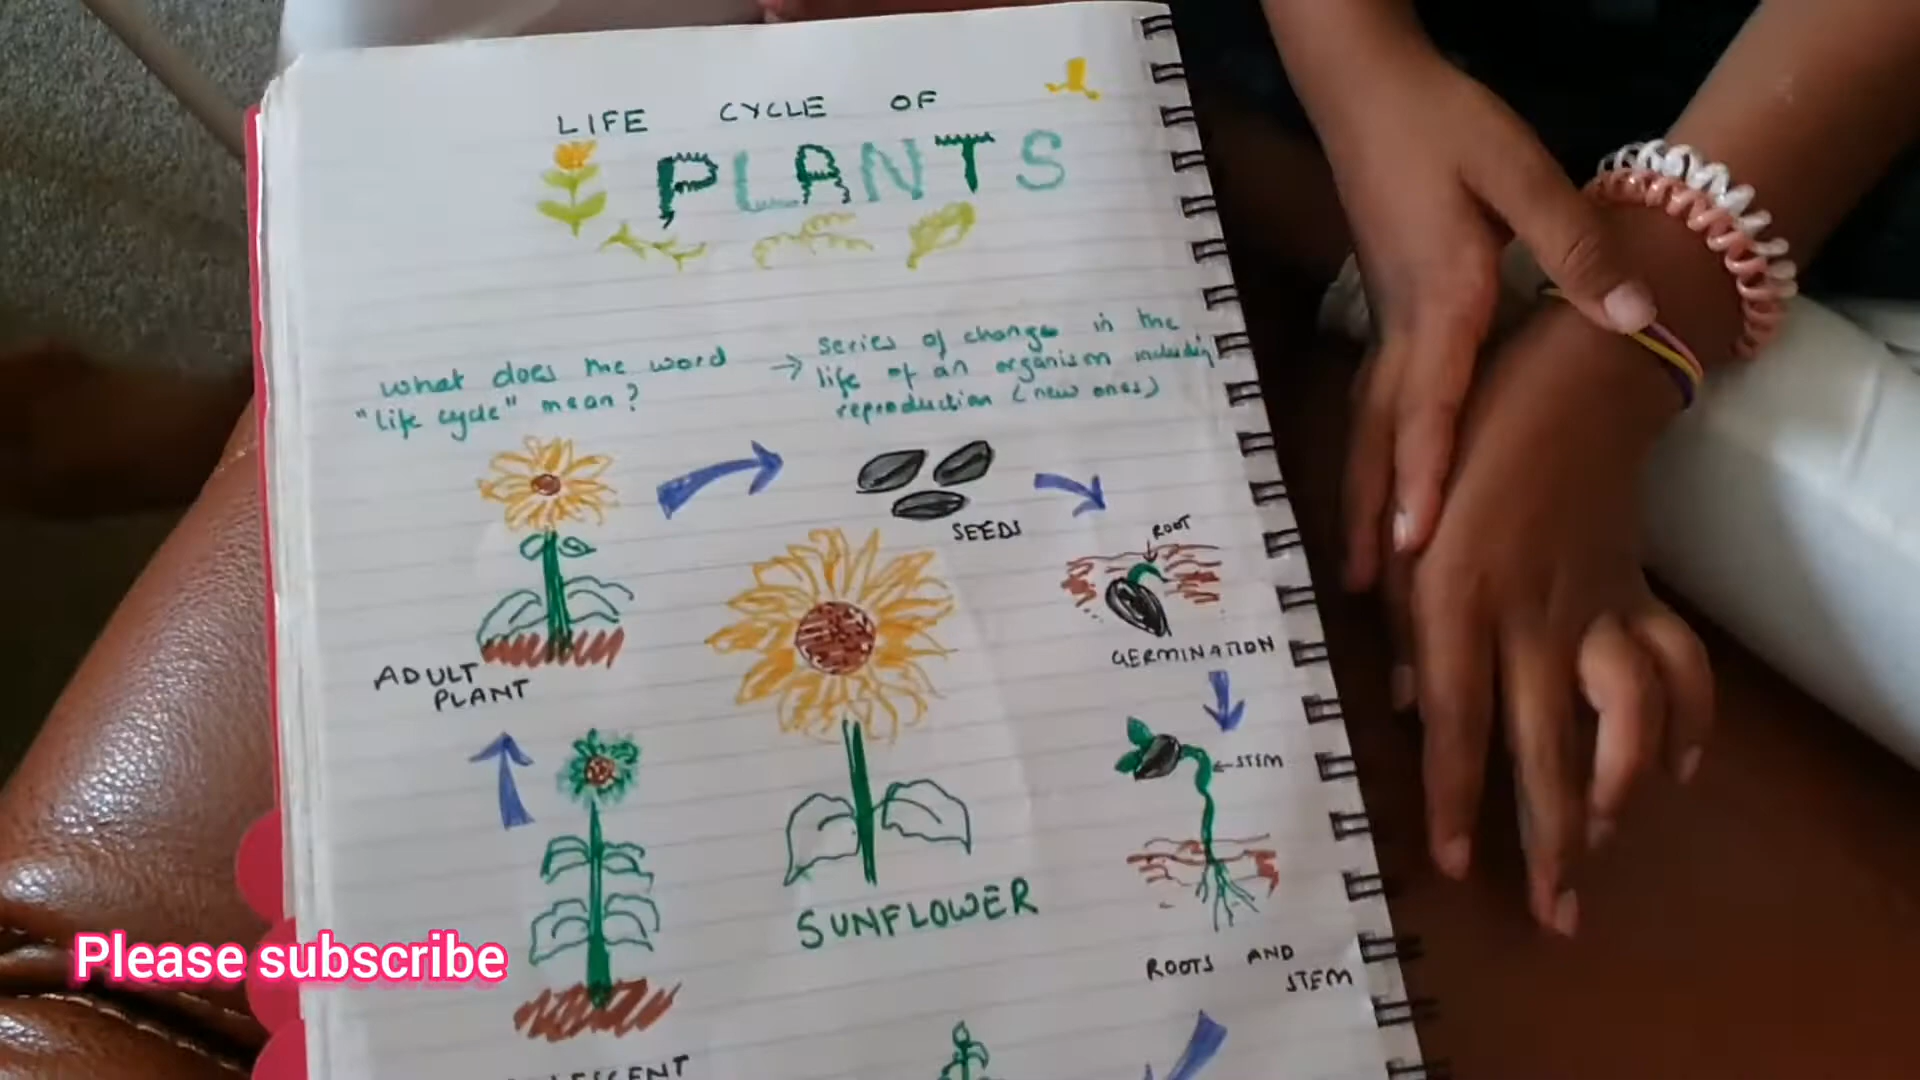 LIFE CYCLE OF
PLANTS
what does the word
"life cycle" mean?
→ series of change in the
life of an organism including
reproduction (new ones)
SEEDS
ROOT
GERMINATION
ADULT
PLANT
STEM
SUNFLOWER
ROOTS AND
STEM
Please subscribe